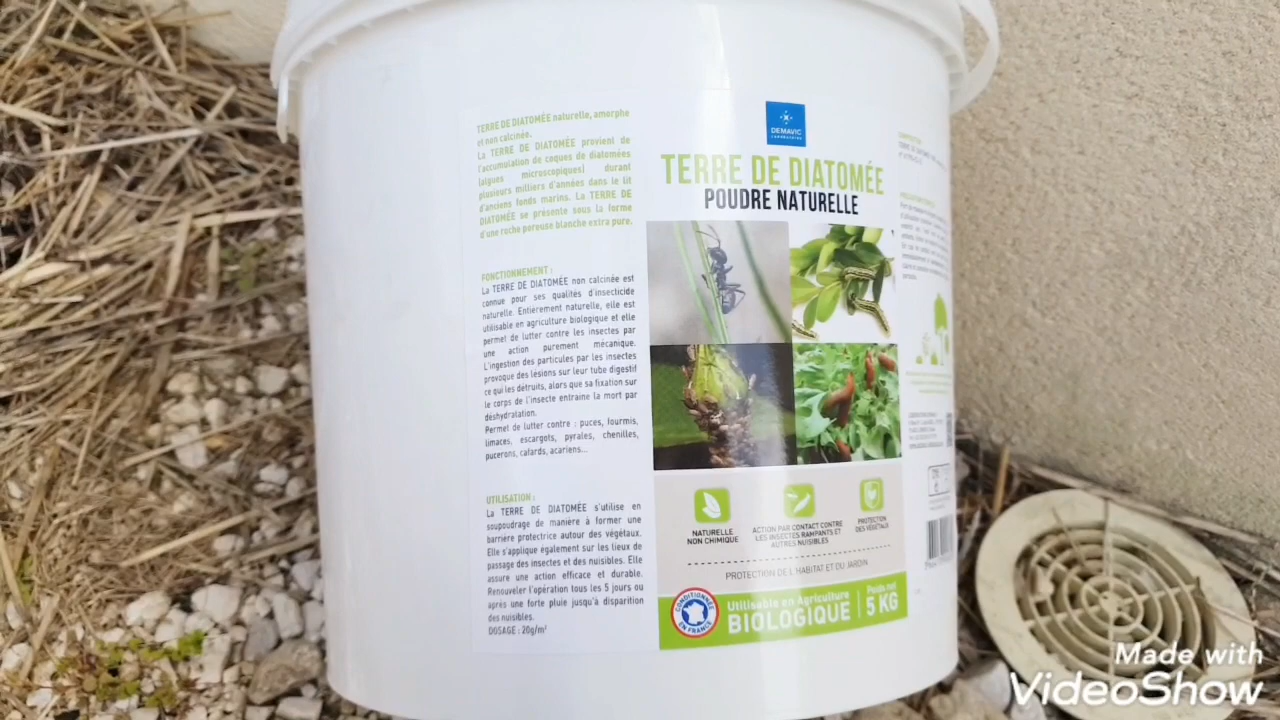 TERRE DE DIATOMÉE naturelle, amorphe
et non calcinée.
La TERRE DE DIATOMÉE provient de
l'accumulation de coques de diatomées
(algues microscopiques) durant
plusieurs milliers d'années dans le lit
d'anciens fonds marins. La TERRE DE
DIATOMÉE se présente sous la forme
d'une roche poreuse blanche extra pure.
FONCTIONNEMENT :
La TERRE DE DIATOMÉE non calcinée est
connue pour ses qualités d'insecticide
naturelle. Entièrement naturelle, elle est
utilisable en agriculture biologique et elle
permet de lutter contre les insectes par
une action purement mécanique.
L'ingestion des particules par les insectes
provoque des lésions sur leur tube digestif
ce qui les détruits, alors que sa fixation sur
le corps de l'insecte entraine la mort par
déshydratation.
Permet de lutter contre : puces, fourmis,
limaces, escargots, pyrales, chenilles,
pucerons, cafards, acariens...
UTILISATION :
La TERRE DE DIATOMÉE s'utilise en
soupoudrage de manière à former une
barrière protectrice autour des végétaux.
Elle s'applique également sur les lieux de
passage des insectes et des nuisibles. Elle
assure une action efficace et durable.
Renouveler l'opération tous les 5 jours ou
après une forte pluie jusqu'à disparition
des nuisibles.
DOSAGE : 20g/m²
DEMAVIC
LABORATOIRE
TERRE DE DIATOMÉE
POUDRE NATURELLE
NATURELLE
NON CHIMIQUE
ACTION PAR CONTACT CONTRE
LES INSECTES RAMPANTS ET
AUTRES NUISIBLES
PROTECTION
DES VÉGÉTAUX
PROTECTION DE L'HABITAT ET DU JARDIN
CONDITIONNÉE
EN FRANCE
Utilisable en Agriculture
BIOLOGIQUE
Poids net
5 KG
Made with
VideoShow